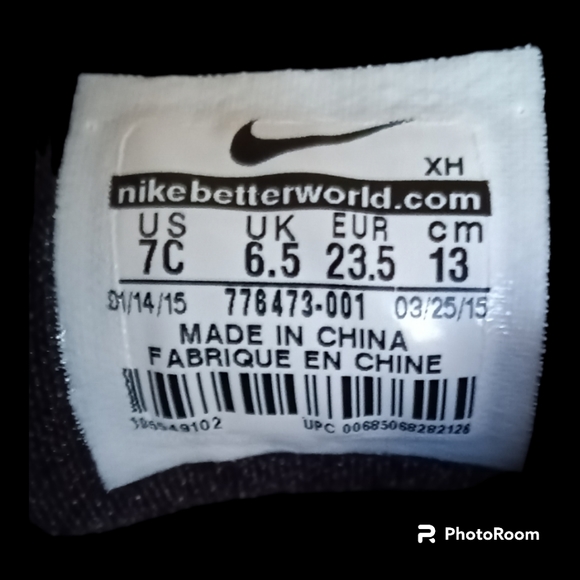 XH
nikebetterworld.com
US UK EUR cm
7C 6.5 23.5 13
01/14/15 776473-001 03/25/15
MADE IN CHINA
FABRIQUE EN CHINE
UPC 00685068282126
PhotoRoom